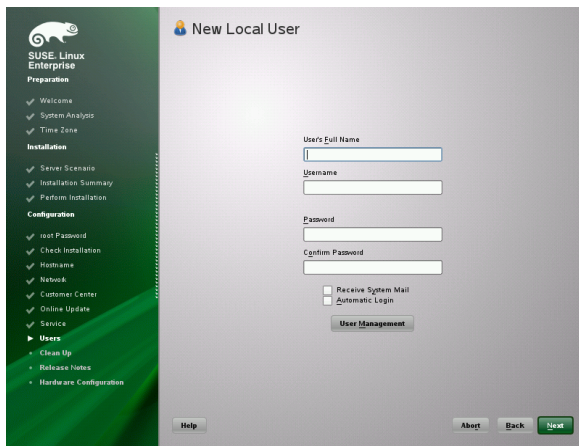 SUSE. Linux
Enterprise
Preparation
Welcome
System Analysis
Time Zone
Installation
Server Scenario
Installation Summary
Perform Installation
Configuration
root Password
Check Installation
Hostname
Network
Customer Center
Online Update
Service
Users
Clean Up
Release Notes
Hardware Configuration
New Local User
User's Full Name
Username
Password
Confirm Password
Receive System Mail
Automatic Login
User Management
Help
Abort
Back
Next